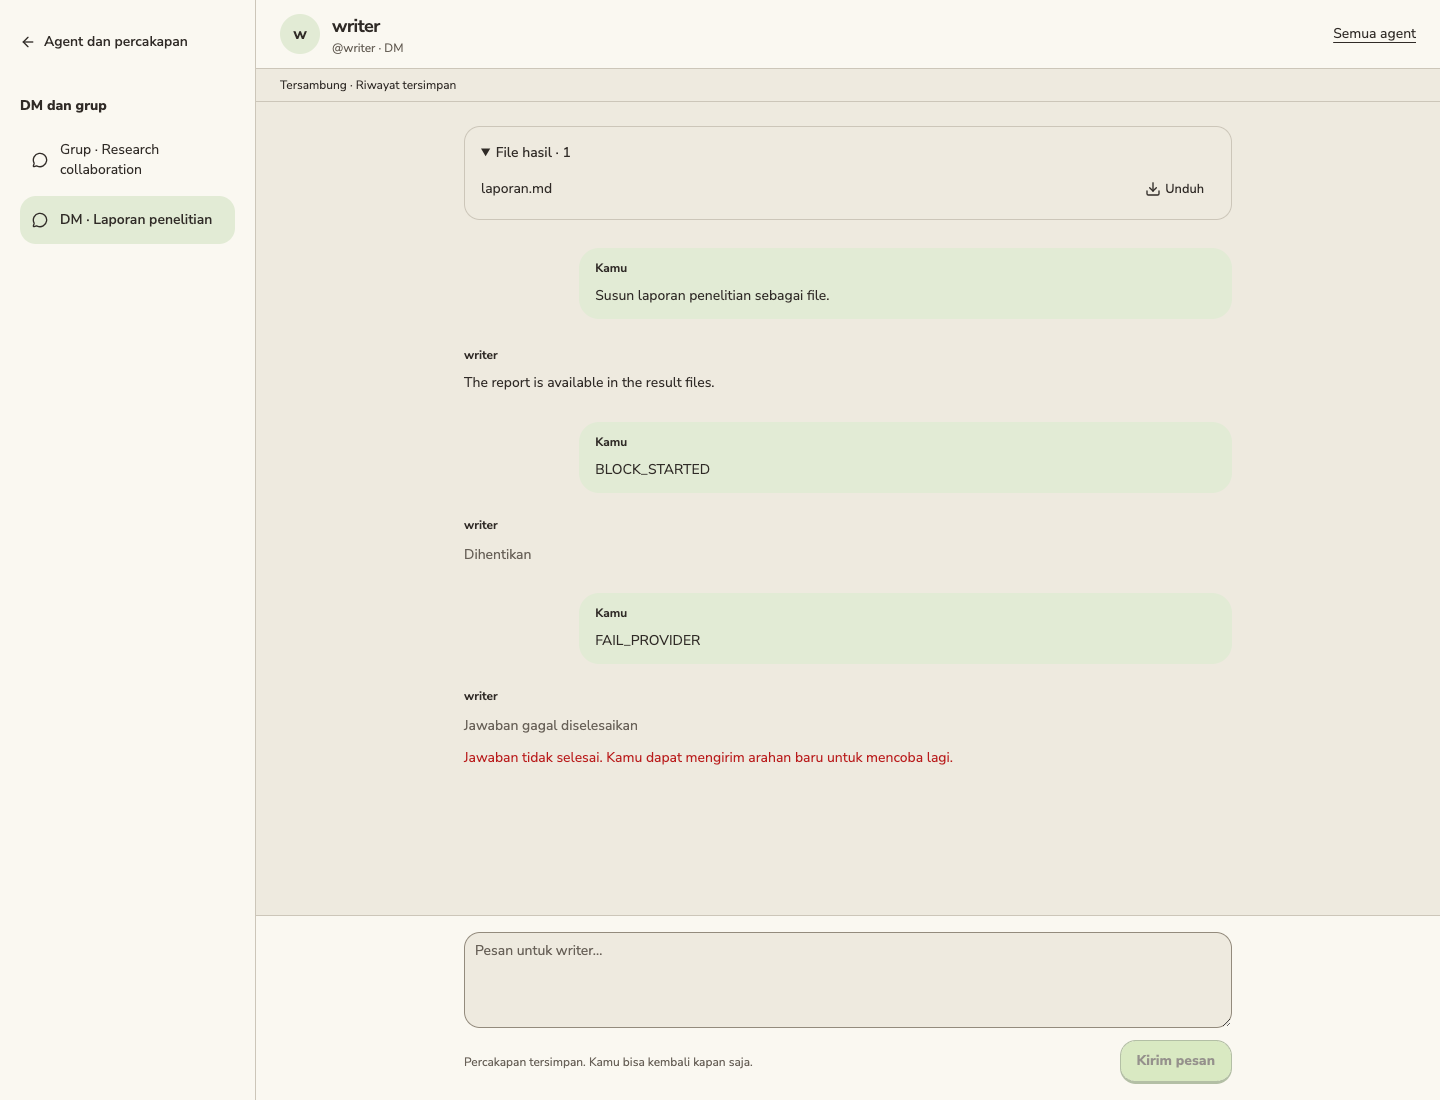 Agent dan percakapan
DM dan grup
Grup · Research
collaboration
DM · Laporan penelitian
w
writer
@writer · DM
Semua agent
Tersambung · Riwayat tersimpan
File hasil · 1
laporan.md
Unduh
Kamu
Susun laporan penelitian sebagai file.
writer
The report is available in the result files.
Kamu
BLOCK_STARTED
writer
Dihentikan
Kamu
FAIL_PROVIDER
writer
Jawaban gagal diselesaikan
Jawaban tidak selesai. Kamu dapat mengirim arahan baru untuk mencoba lagi.
Pesan untuk writer...
Percakapan tersimpan. Kamu bisa kembali kapan saja.
Kirim pesan